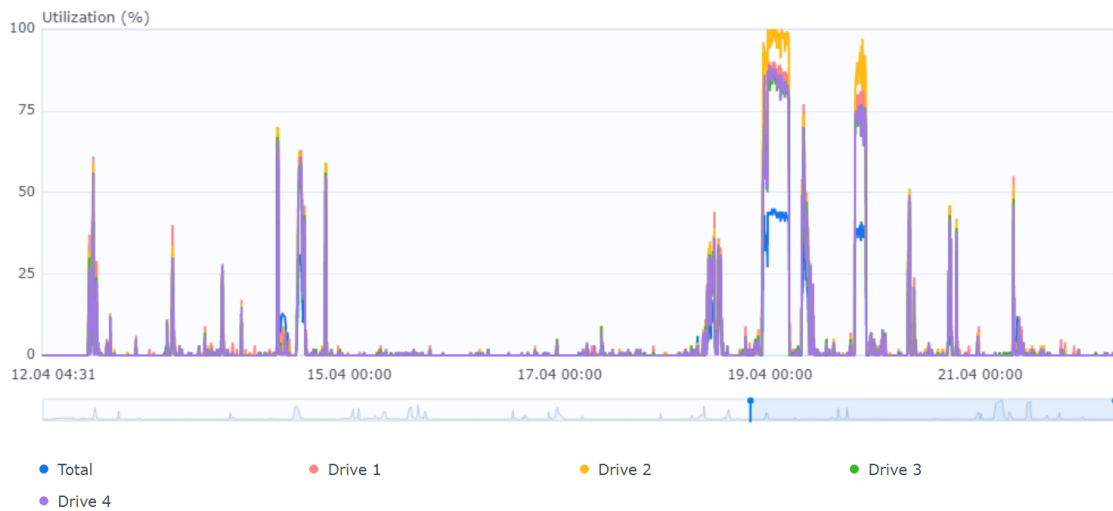 Utilization (%)
100
75
50
25
0
12.04 04:31 15.04 00:00 17.04 00:00 19.04 00:00 21.04 00:00
Total Drive 1 Drive 2 Drive 3
Drive 4